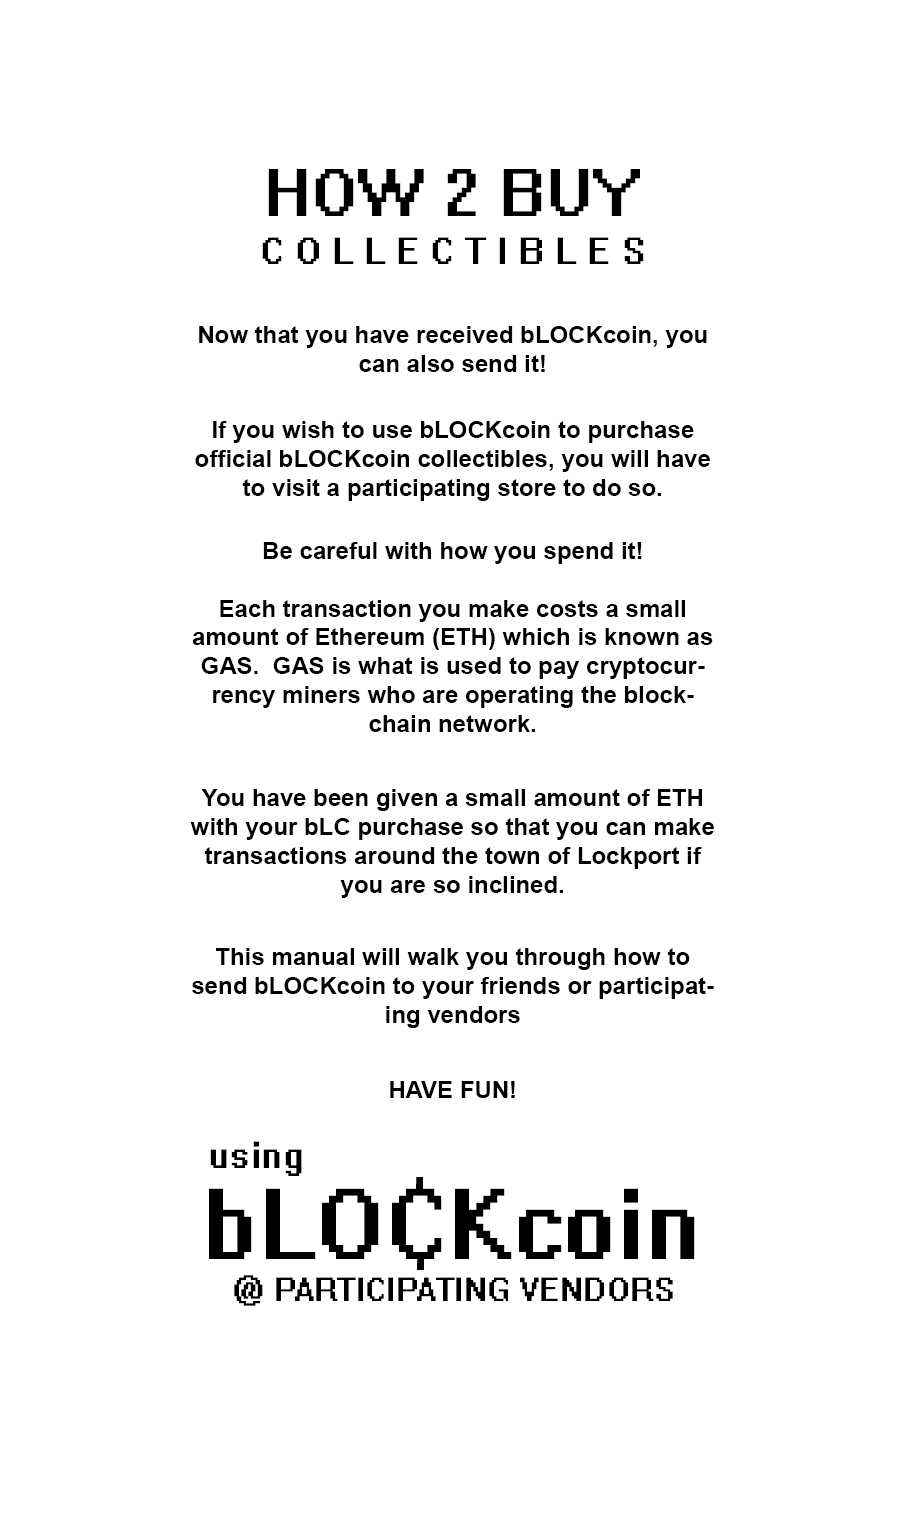 HOW 2 BUY
COLLECTIBLES
Now that you have received bLOCKcoin, you
can also send it!
If you wish to use bLOCKcoin to purchase
official bLOCKcoin collectibles, you will have
to visit a participating store to do so.
Be careful with how you spend it!
Each transaction you make costs a small
amount of Ethereum (ETH) which is known as
GAS.  GAS is what is used to pay cryptocur-
rency miners who are operating the block-
chain network.
You have been given a small amount of ETH
with your bLC purchase so that you can make
transactions around the town of Lockport if
you are so inclined.
This manual will walk you through how to
send bLOCKcoin to your friends or participat-
ing vendors
HAVE FUN!
using
bLO₵Kcoin
@ PARTICIPATING VENDORS